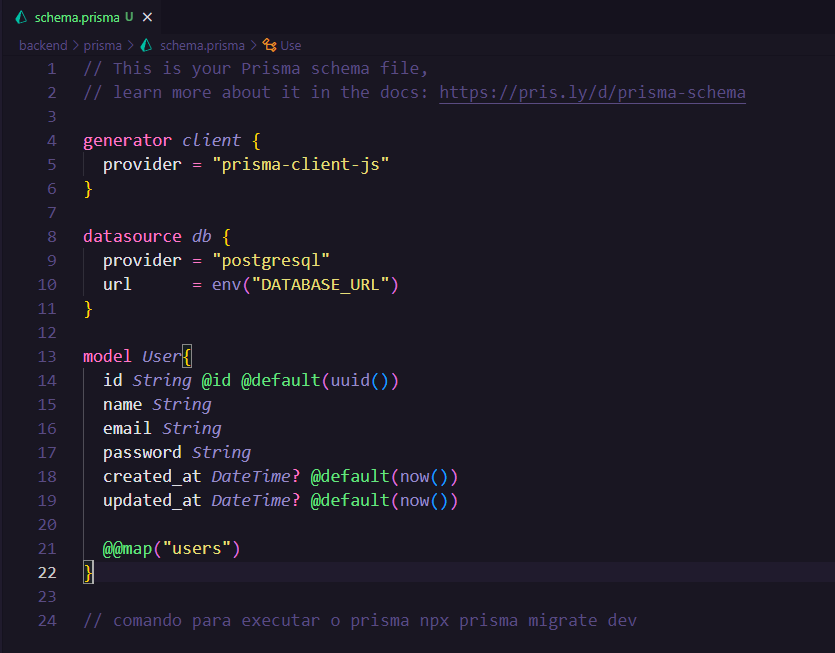 schema.prisma U
backend > prisma > schema.prisma > Use
1 // This is your Prisma schema file,
2 // learn more about it in the docs: https://pris.ly/d/prisma-schema
3
4 generator client {
5   provider = "prisma-client-js"
6 }
7
8 datasource db {
9   provider = "postgresql"
10   url      = env("DATABASE_URL")
11 }
12
13 model User{
14   id String @id @default(uuid())
15   name String
16   email String
17   password String
18   created_at DateTime? @default(now())
19   updated_at DateTime? @default(now())
20
21   @@map("users")
22 }
23
24 // comando para executar o prisma npx prisma migrate dev